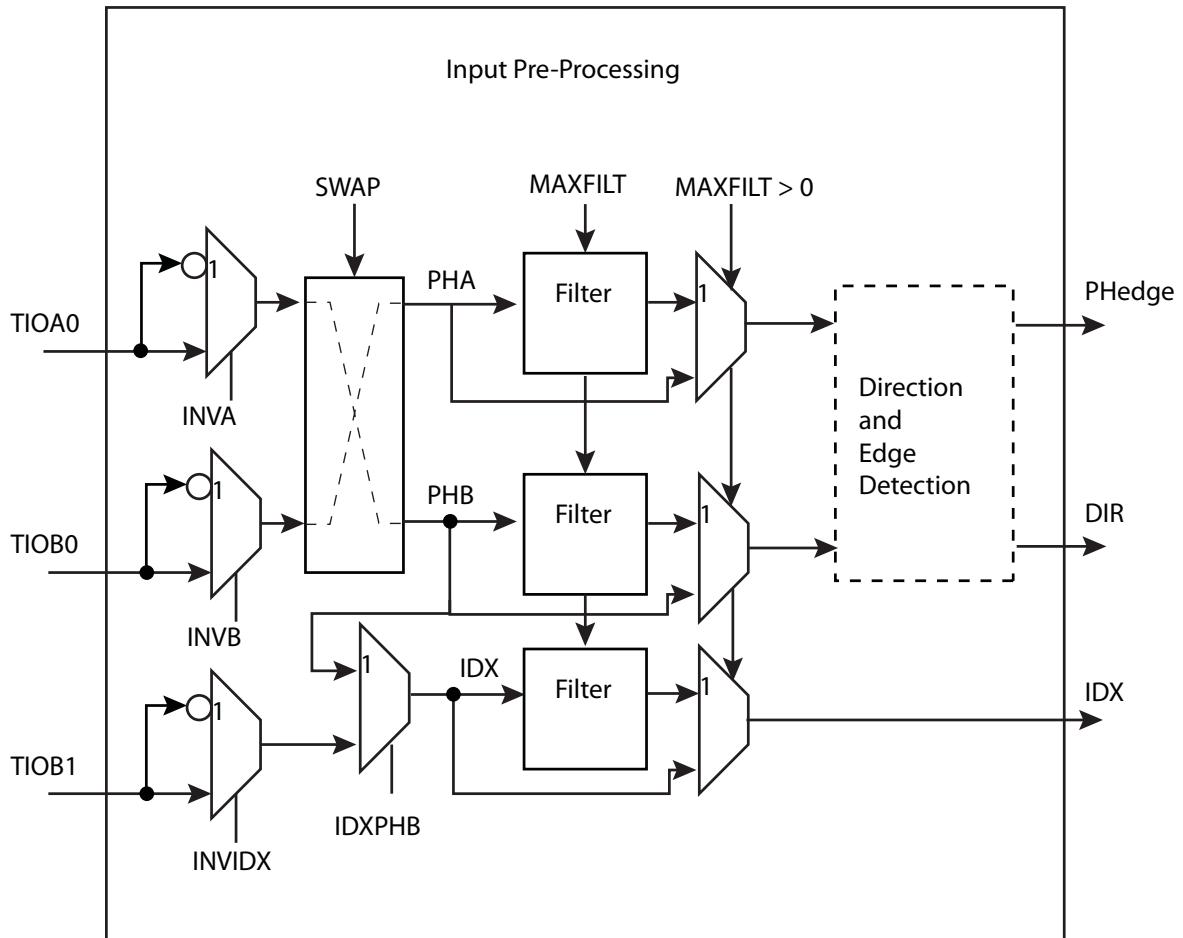 Input Pre-Processing
SWAP
MAXFILT
MAXFILT > 0
1
PHA
Filter
1
PHedge
TIOA0
INVA
Direction
and
Edge
Detection
1
PHB
Filter
1
DIR
TIOB0
INVB
1
IDX
Filter
1
IDX
1
TIOB1
IDXPHB
INVIDX